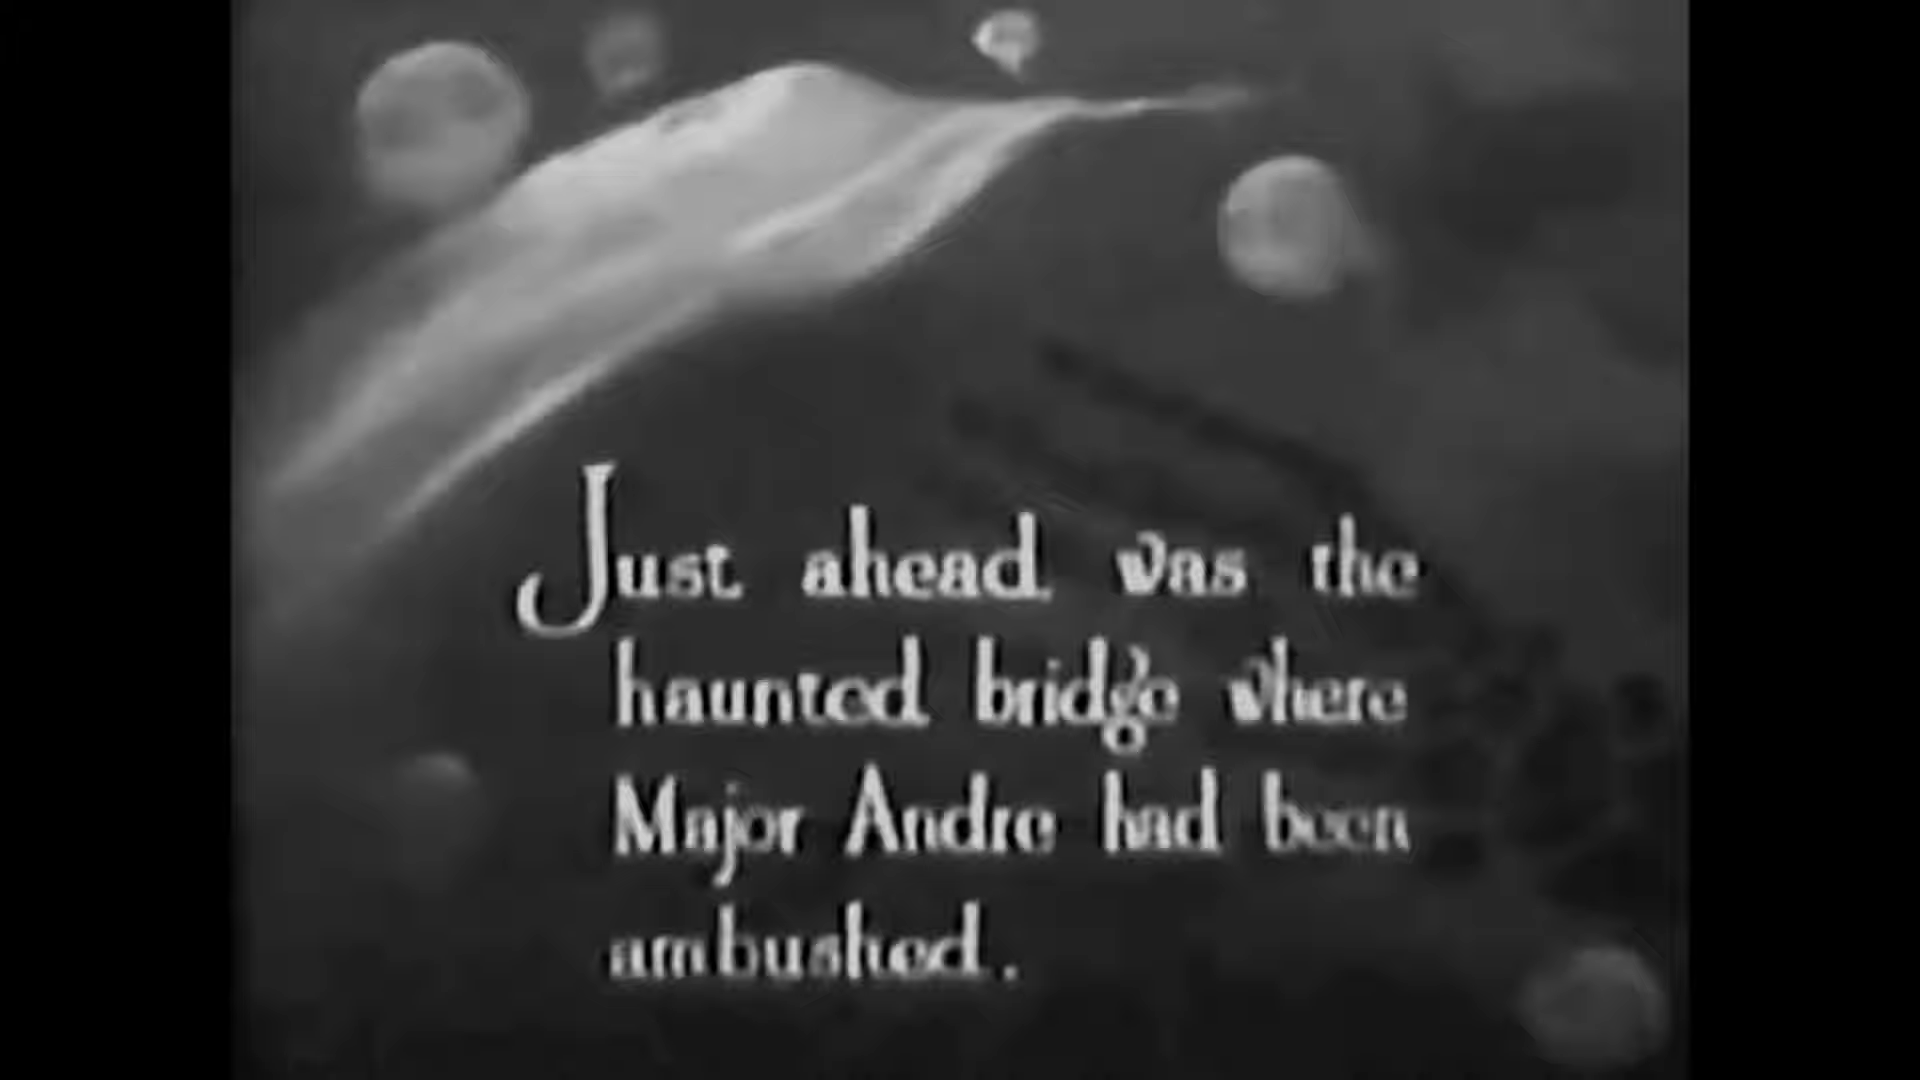 Just ahead was the
haunted bridge where
Major Andre had been
ambushed.